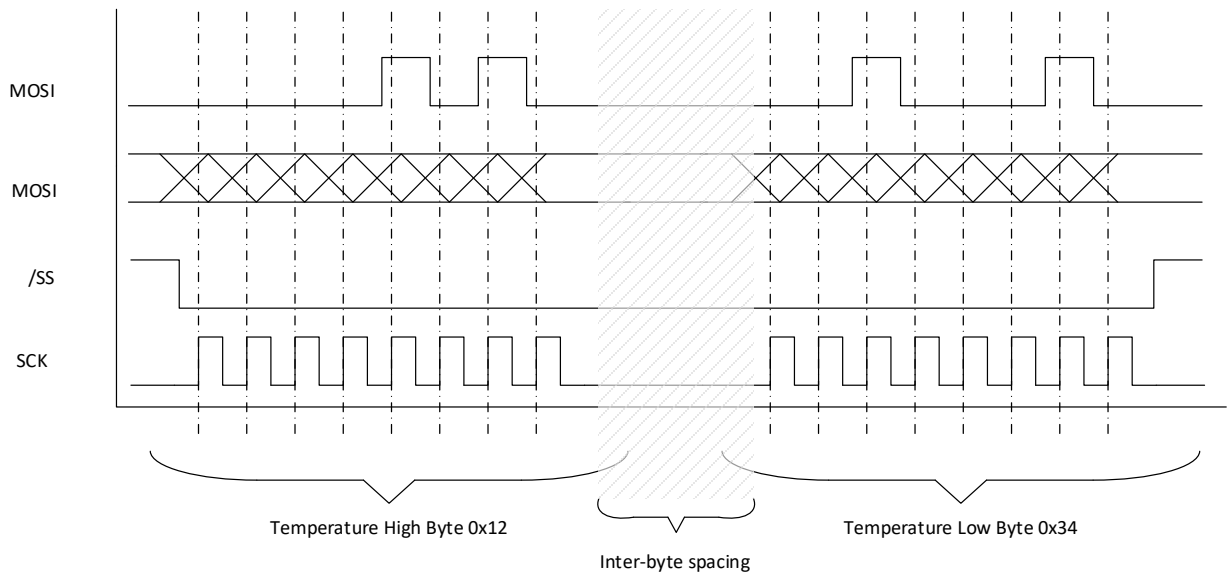 MOSI
MOSI
/SS
SCK
Temperature High Byte 0x12
Temperature Low Byte 0x34
Inter-byte spacing